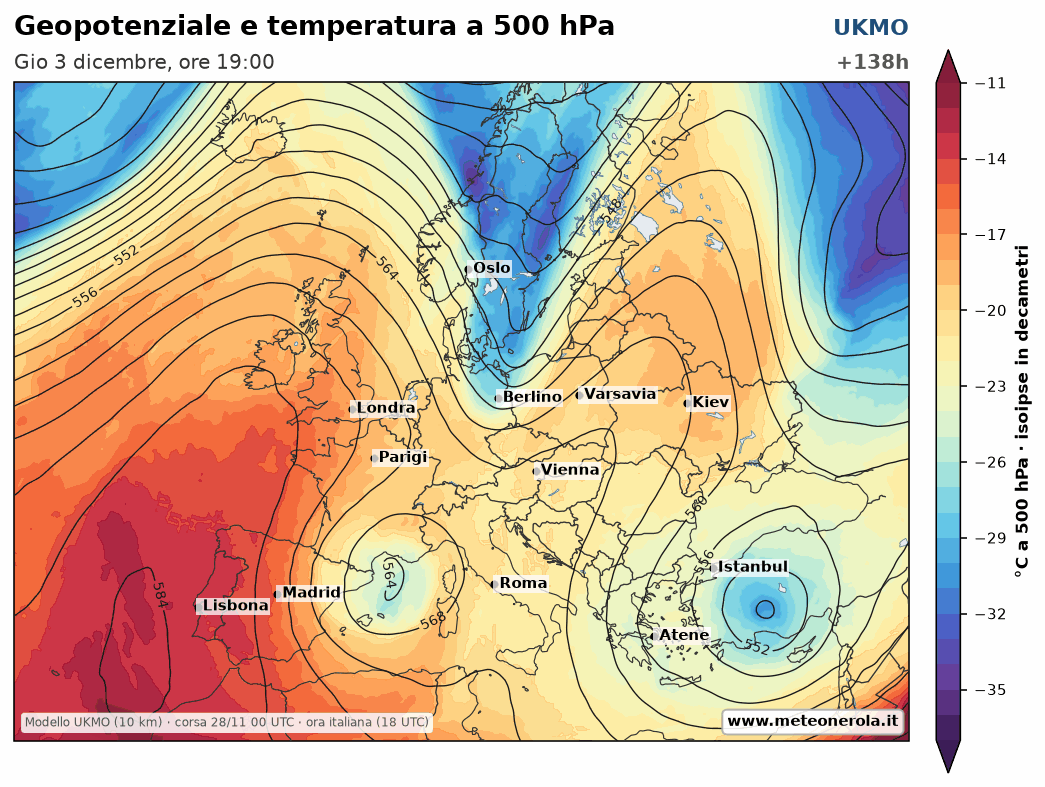 Geopotenziale e temperatura a 500 hPa
UKMO
Gio 3 dicembre, ore 19:00
+138h
−11
−14
−17
−20
−23
−26
−29
−32
−35
°C a 500 hPa · isoipse in decametri
552
556
564
548
Oslo
Berlino
Varsavia
Kiev
Londra
Parigi
Vienna
560
556
564
584
Istanbul
Roma
Madrid
Lisbona
568
Atene
552
Modello UKMO (10 km) · corsa 28/11 00 UTC · ora italiana (18 UTC)
www.meteonerola.it